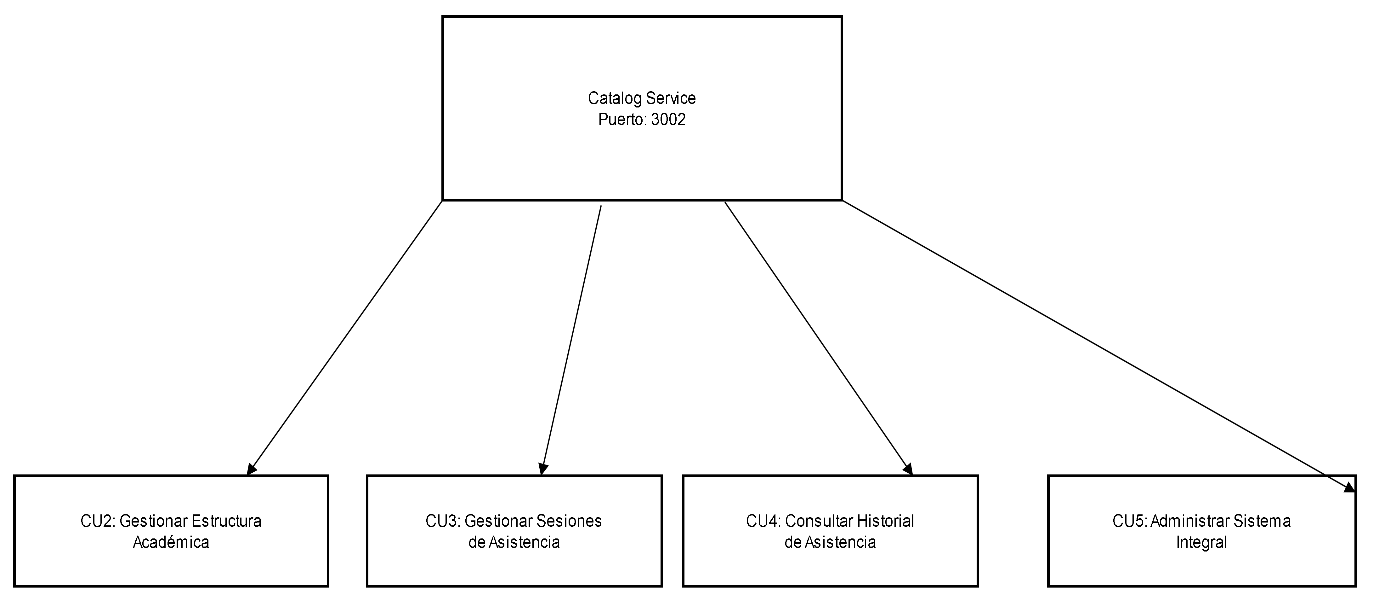 Catalog Service
Puerto: 3002
CU2: Gestionar Estructura
Académica
CU3: Gestionar Sesiones
de Asistencia
CU4: Consultar Historial
de Asistencia
CU5: Administrar Sistema
Integral